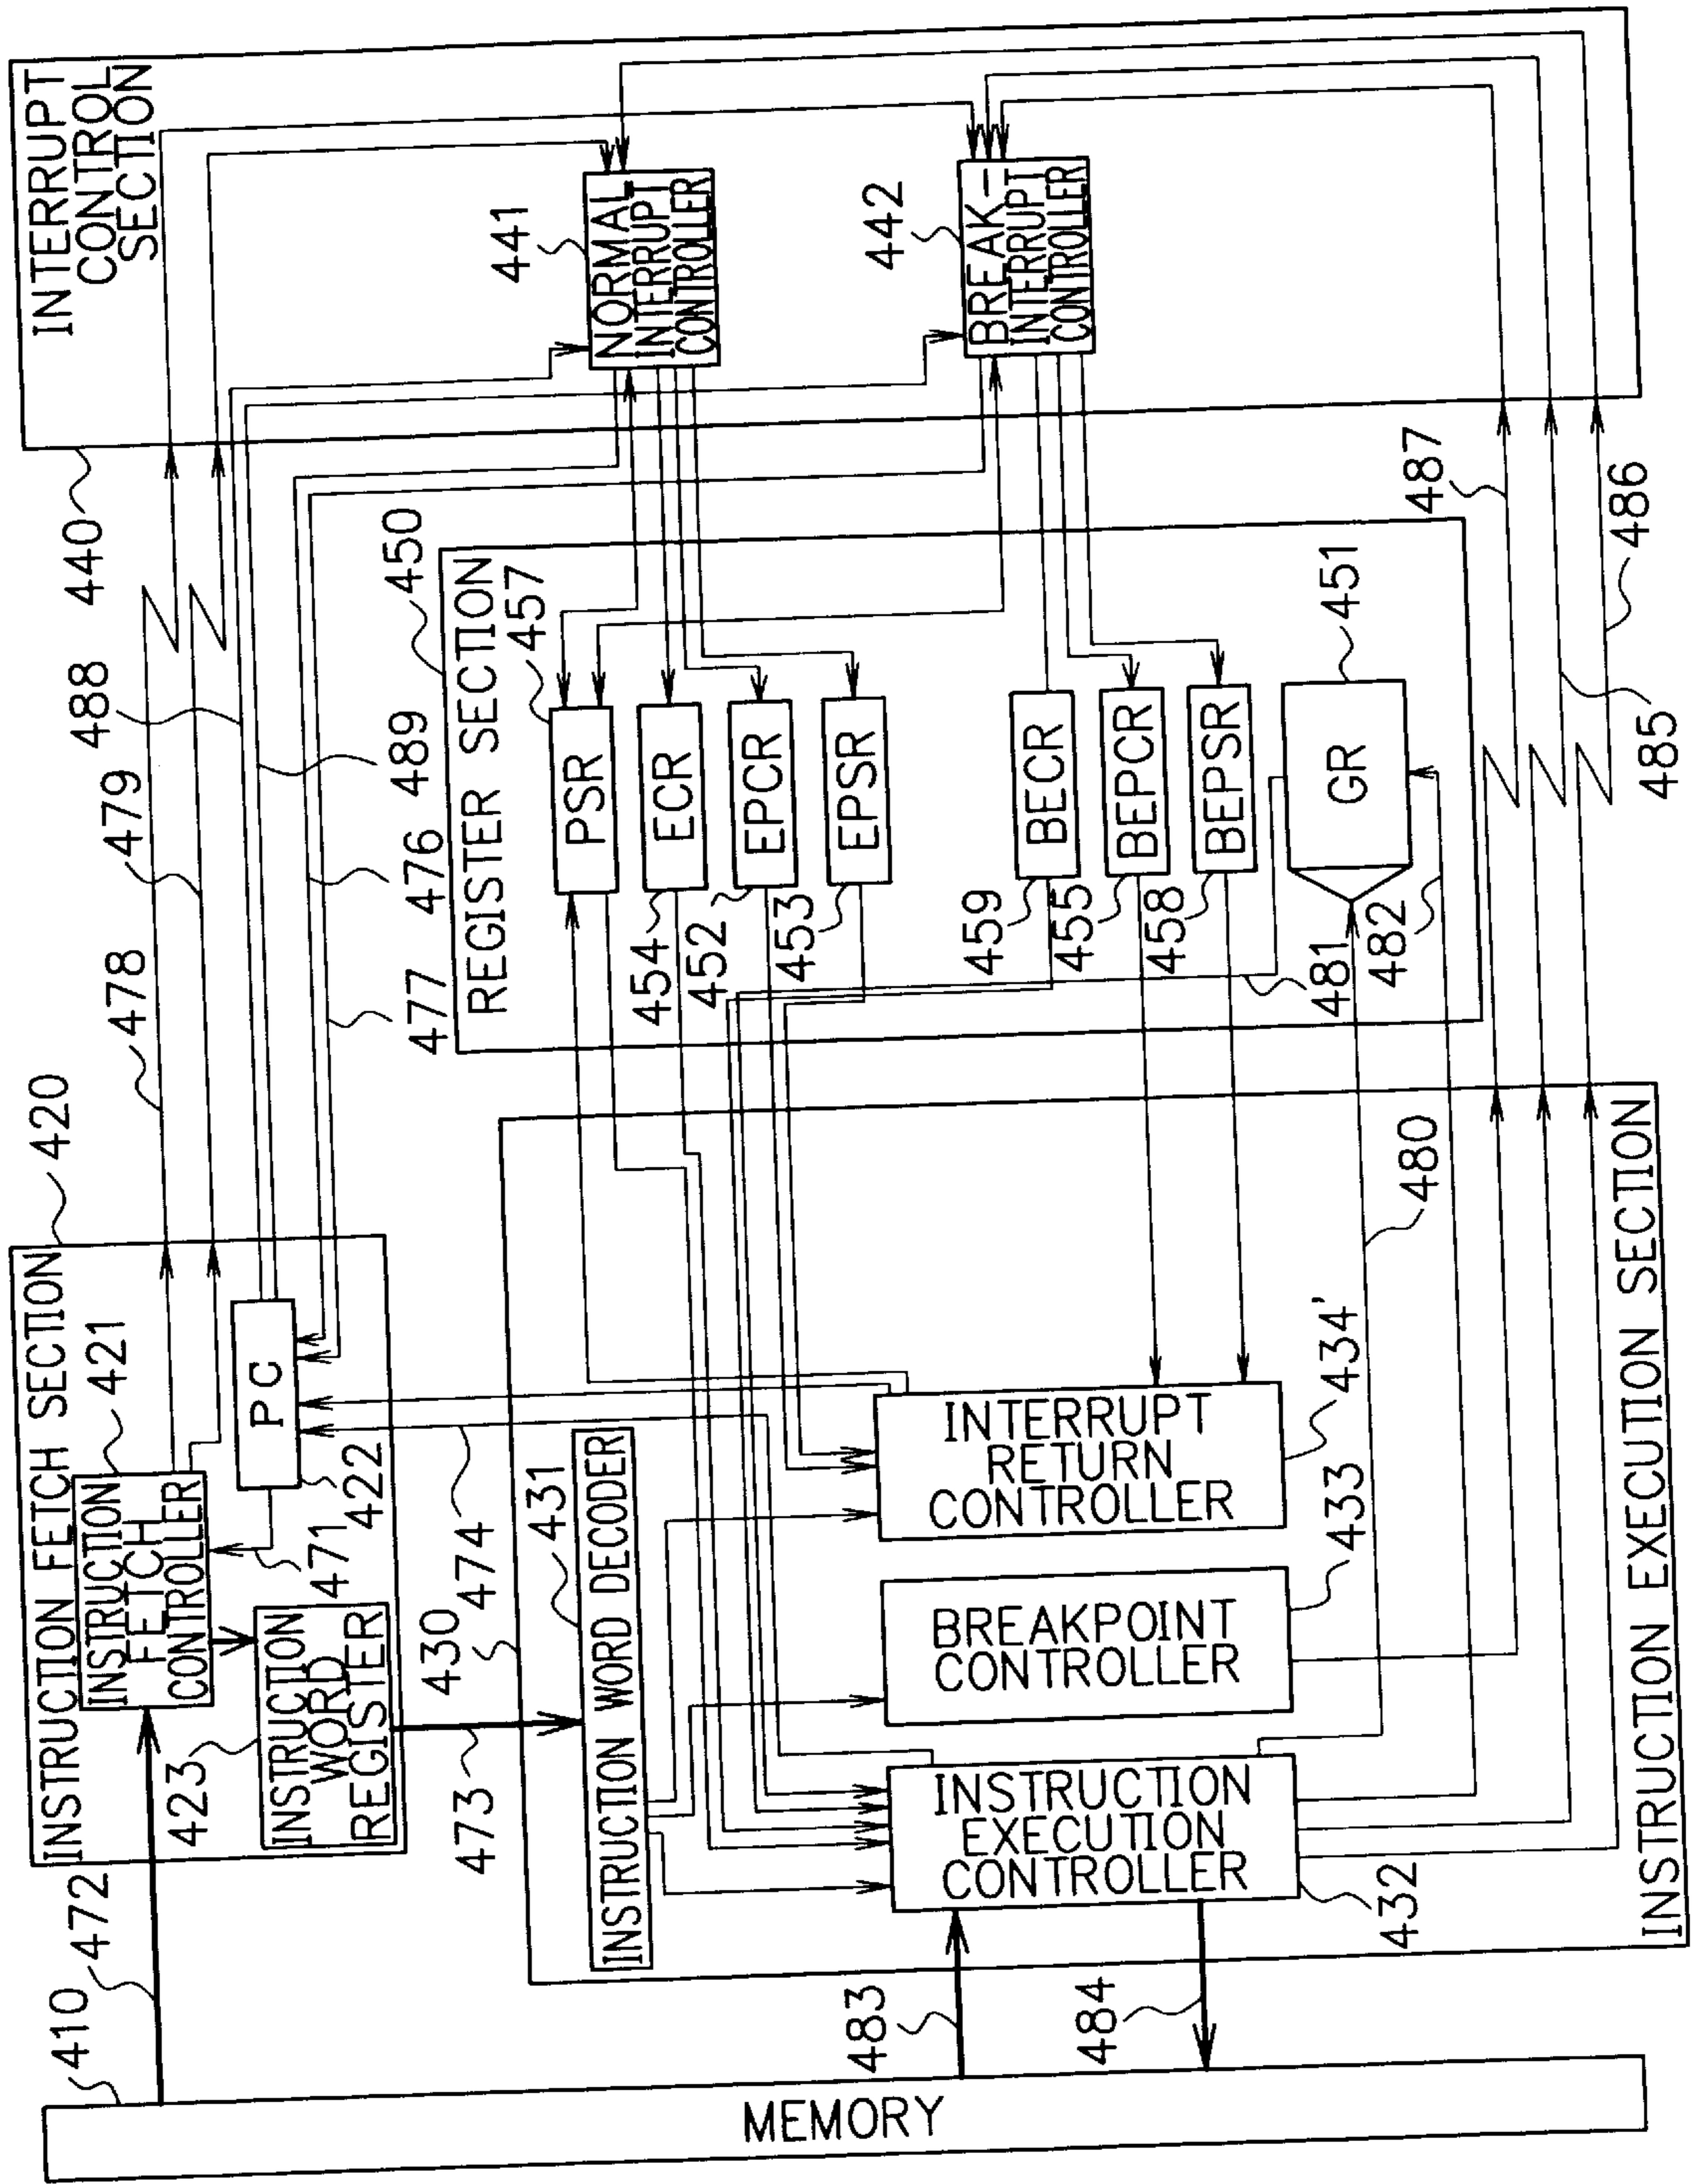 INTERRUPT
CONTROL
SECTION
440
NORMAL
INTERRUPT
CONTROLLER
441
BREAK-
INTERRUPT
CONTROLLER
442
478
479
488
489
476
477
REGISTER SECTION
450
PSR
457
ECR
454
EPCR
452
EPSR
453
BECR
459
BEPCR
455
BEPSR
458
GR
451
481
482
480
487
486
485
INSTRUCTION FETCH SECTION
420
INSTRUCTION
FETCH
CONTROLLER
421
PC
422
471
INSTRUCTION
WORD
REGISTER
423
474
473
430
INSTRUCTION WORD DECODER
431
INTERRUPT
RETURN
CONTROLLER
434'
BREAKPOINT
CONTROLLER
433
INSTRUCTION
EXECUTION
CONTROLLER
432
INSTRUCTION EXECUTION SECTION
472
410
483
484
MEMORY